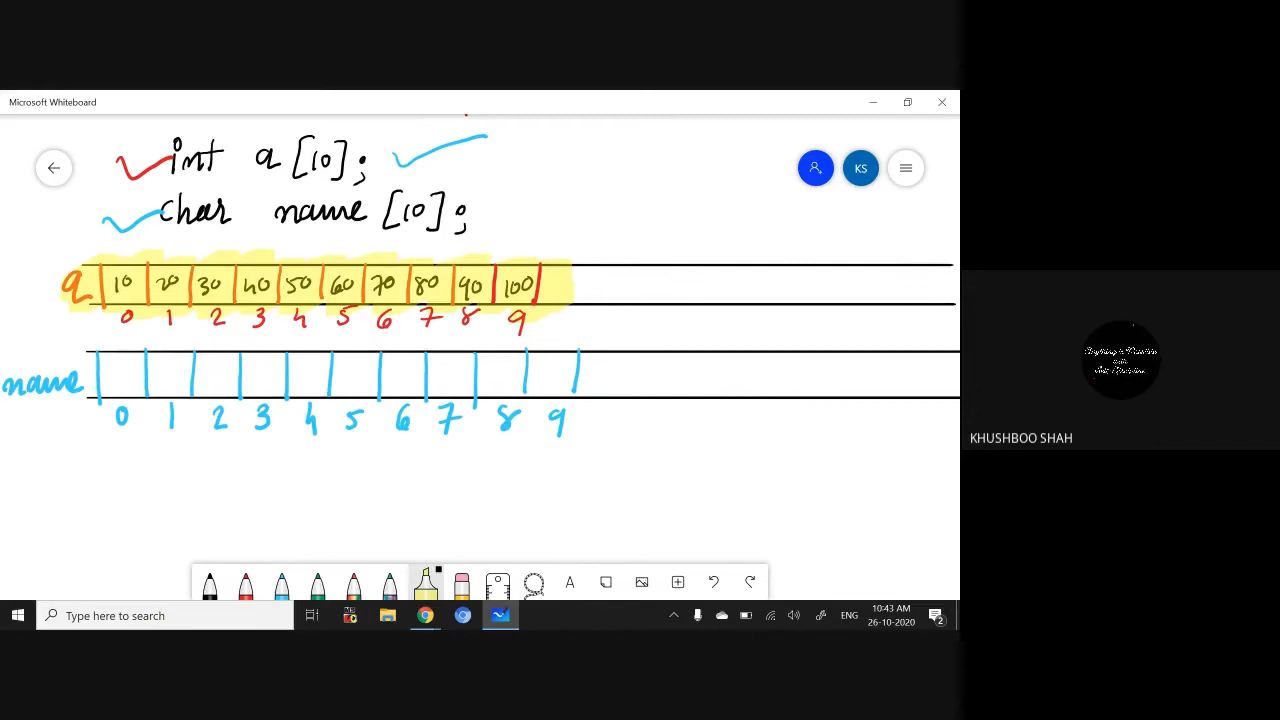 Microsoft Whiteboard
int a [10];
KS
char name [10];
a 10 20 30 40 50 60 70 80 90 100
0 1 2 3 4 5 6 7 8 9
name
0 1 2 3 4 5 6 7 8 9
KHUSHBOO SHAH
A
Type here to search
ENG
10:43 AM
26-10-2020
2